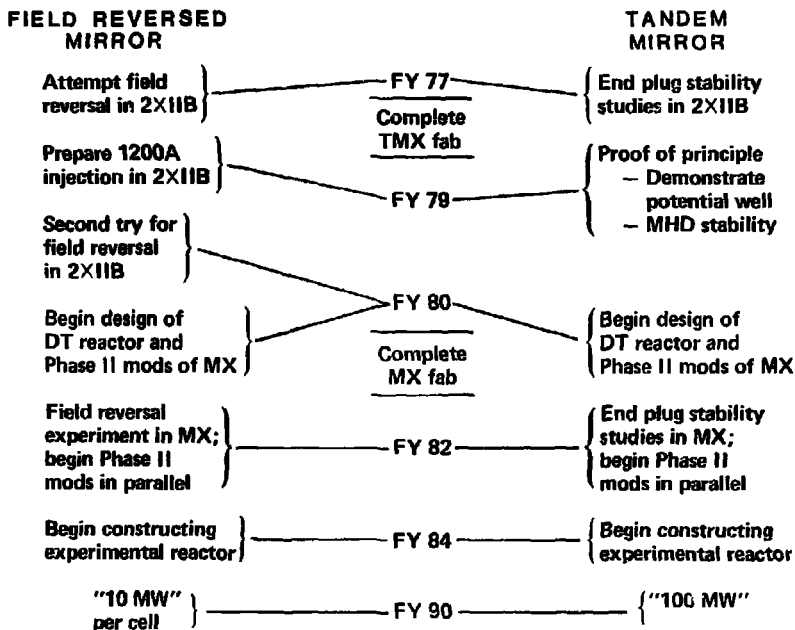 FIELD REVERSED
MIRROR
TANDEM
MIRROR
Attempt field
reversal in 2XIIB
FY 77
End plug stability
studies in 2XIIB
Complete
TMX fab
Prepare 1200A
injection in 2XIIB
FY 79
Proof of principle
— Demonstrate
potential well
— MHD stability
Second try for
field reversal
in 2XIIB
FY 80
Begin design of
DT reactor and
Phase II mods of MX
Begin design of
DT reactor and
Phase II mods of MX
Complete
MX fab
Field reversal
experiment in MX;
begin Phase II
mods in parallel
FY 82
End plug stability
studies in MX;
begin Phase II
mods in parallel
Begin constructing
experimental reactor
FY 84
Begin constructing
experimental reactor
"10 MW"
per cell
FY 90
"100 MW"